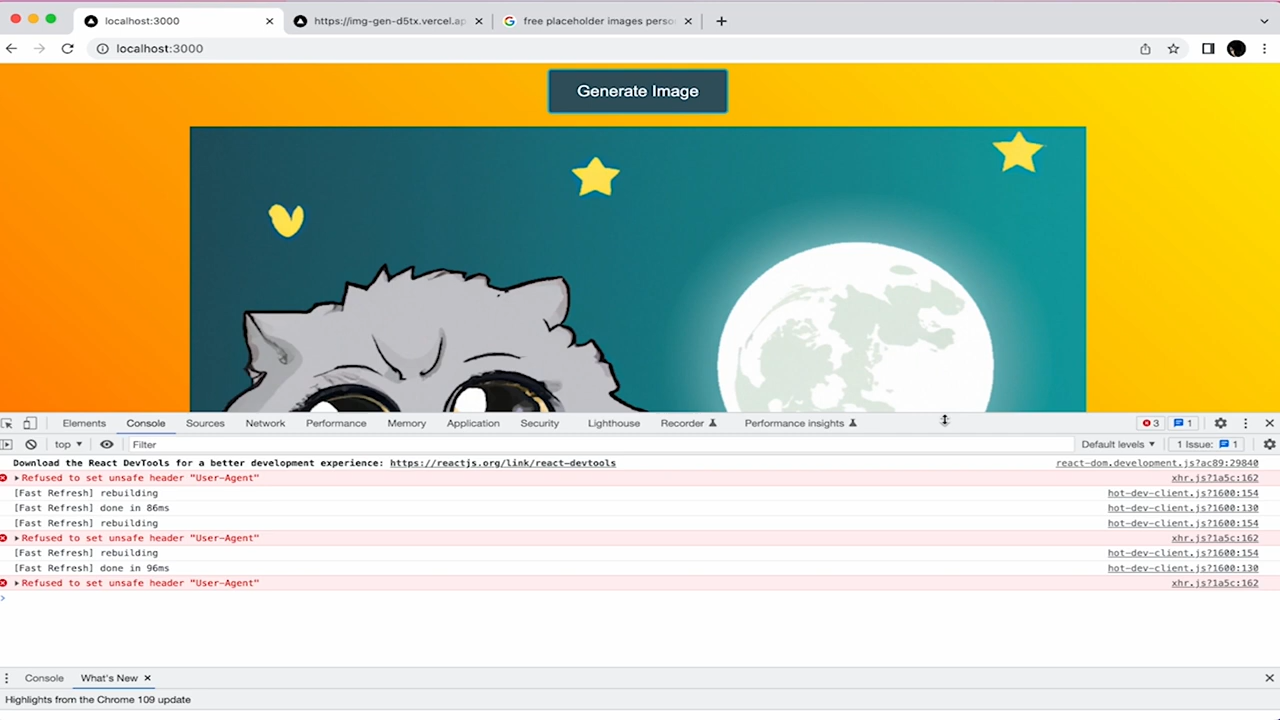 localhost:3000
https://img-gen-d5tx.vercel.ap
free placeholder images perso
localhost:3000
Generate Image
Elements Console Sources Network Performance Memory Application Security Lighthouse Recorder Performance insights 3 1
top Filter Default levels 1 Issue: 1
Download the React DevTools for a better development experience: https://reactjs.org/link/react-devtools react-dom.development.js?ac89:29840
Refused to set unsafe header "User-Agent" xhr.js?1a5c:162
[Fast Refresh] rebuilding hot-dev-client.js?1600:154
[Fast Refresh] done in 86ms hot-dev-client.js?1600:130
[Fast Refresh] rebuilding hot-dev-client.js?1600:154
Refused to set unsafe header "User-Agent" xhr.js?1a5c:162
[Fast Refresh] rebuilding hot-dev-client.js?1600:154
[Fast Refresh] done in 96ms hot-dev-client.js?1600:130
Refused to set unsafe header "User-Agent" xhr.js?1a5c:162
Console What's New
Highlights from the Chrome 109 update